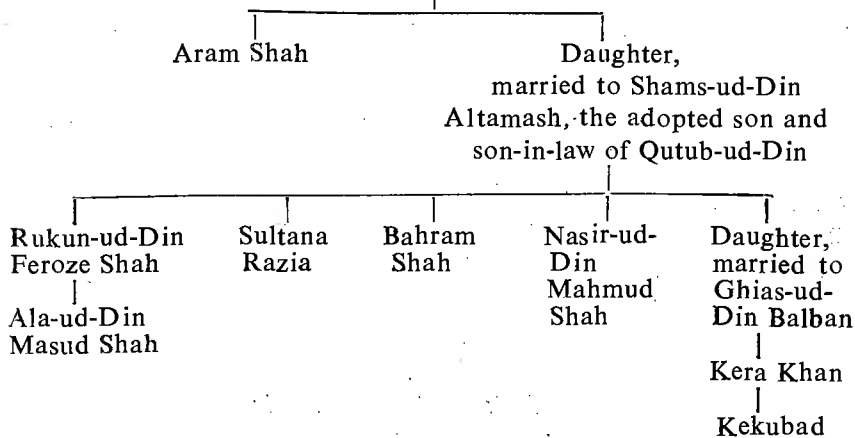 Aram Shah
Daughter,
married to Shams-ud-Din
Altamash, the adopted son and
son-in-law of Qutub-ud-Din
Rukun-ud-Din
Feroze Shah
Ala-ud-Din
Masud Shah
Sultana
Razia
Bahram
Shah
Nasir-ud-
Din
Mahmud
Shah
Daughter,
married to
Ghias-ud-
Din Balban
Kera Khan
Kekubad